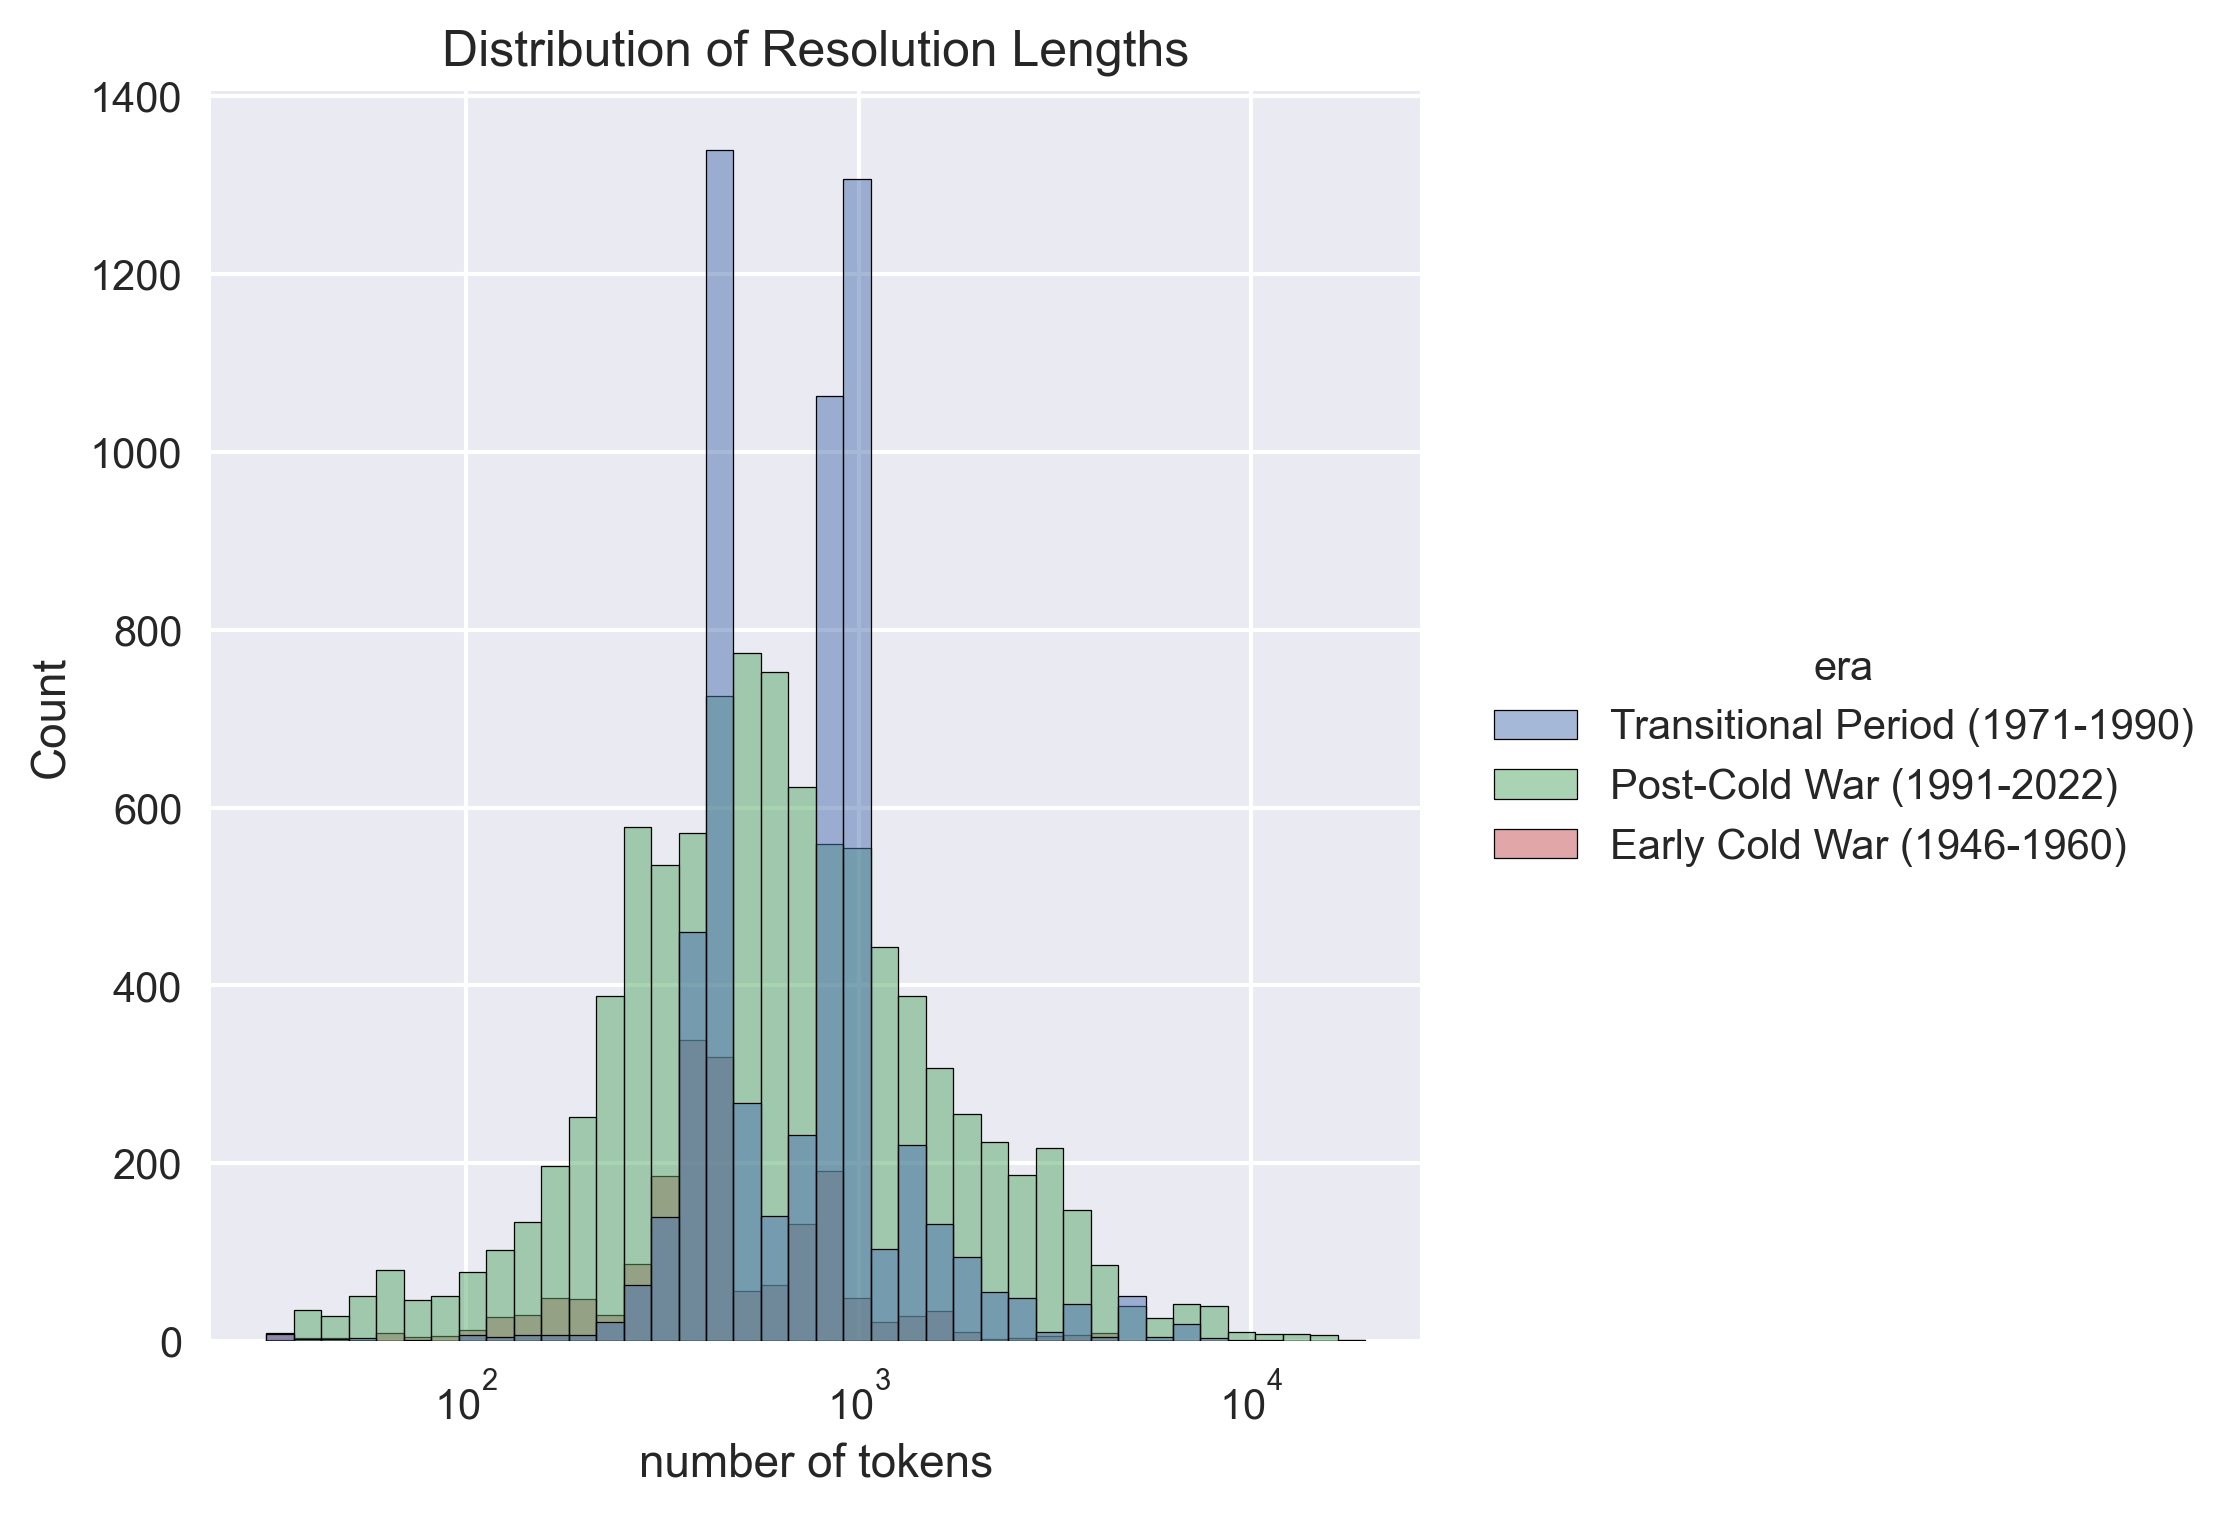 Distribution of Resolution Lengths
1400
1200
1000
800
600
400
200
0
Count
10^2
10^3
10^4
number of tokens
era
Transitional Period (1971-1990)
Post-Cold War (1991-2022)
Early Cold War (1946-1960)